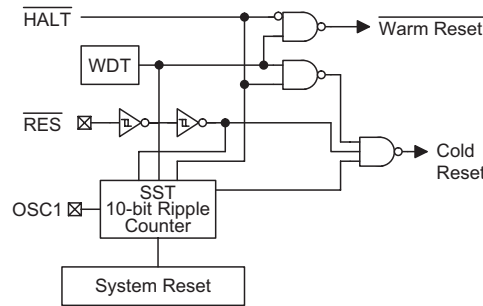 HALT
Warm Reset
WDT
RES
Cold
Reset
SST
10-bit Ripple
Counter
OSC1
System Reset